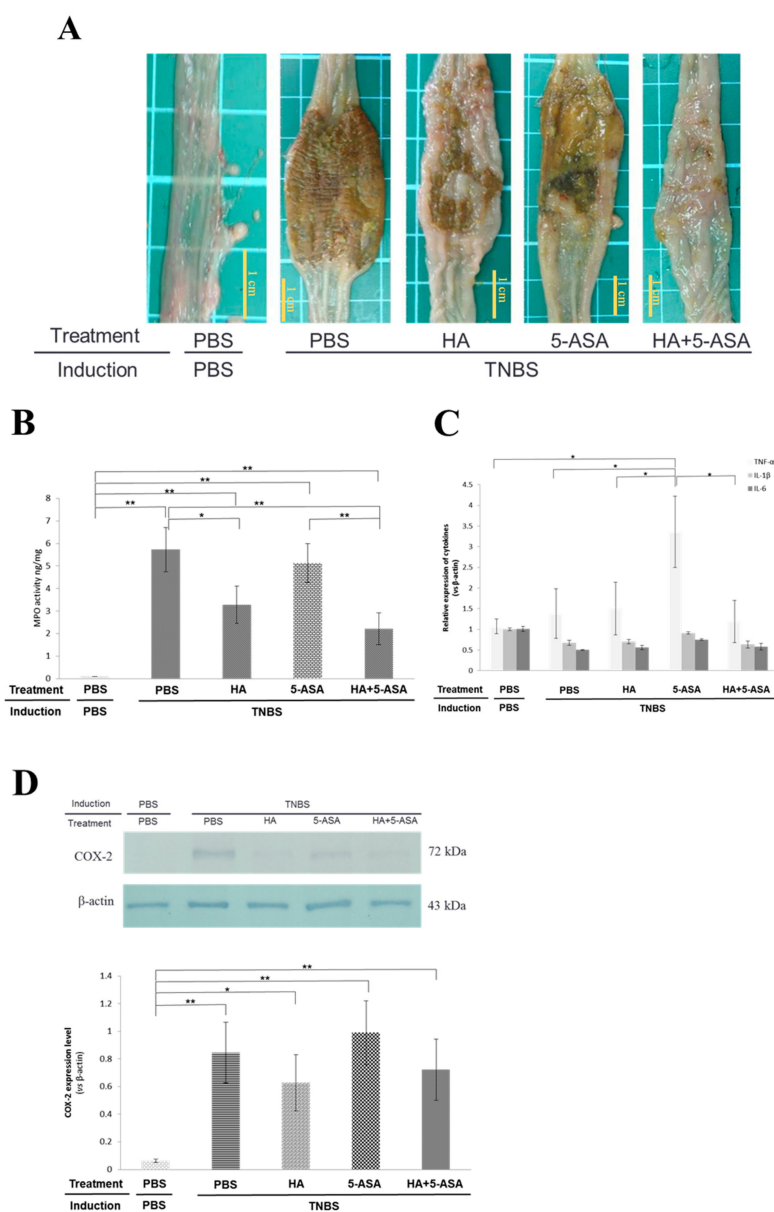 A
1 cm
1 cm
1 cm
1 cm
1 cm
Treatment PBS PBS HA 5-ASA HA+5-ASA
Induction PBS TNBS
B
** ** ** ** ** * **
MPO activity ng/mg
8
7
6
5
4
3
2
1
0
Treatment PBS PBS HA 5-ASA HA+5-ASA
Induction PBS TNBS
C
* * * *
TNF-α
IL-1β
IL-6
Relative expression of cytokines
(vs β-actin)
4.5
4
3.5
3
2.5
2
1.5
1
0.5
Treatment PBS PBS HA 5-ASA HA+5-ASA
Induction PBS TNBS
D
Induction PBS TNBS
Treatment PBS PBS HA 5-ASA HA+5-ASA
COX-2 72 kDa
β-actin 43 kDa
** ** * **
COX-2 expression level
(vs β-actin)
1.4
1.2
1
0.8
0.6
0.4
0.2
0
Treatment PBS PBS HA 5-ASA HA+5-ASA
Induction PBS TNBS